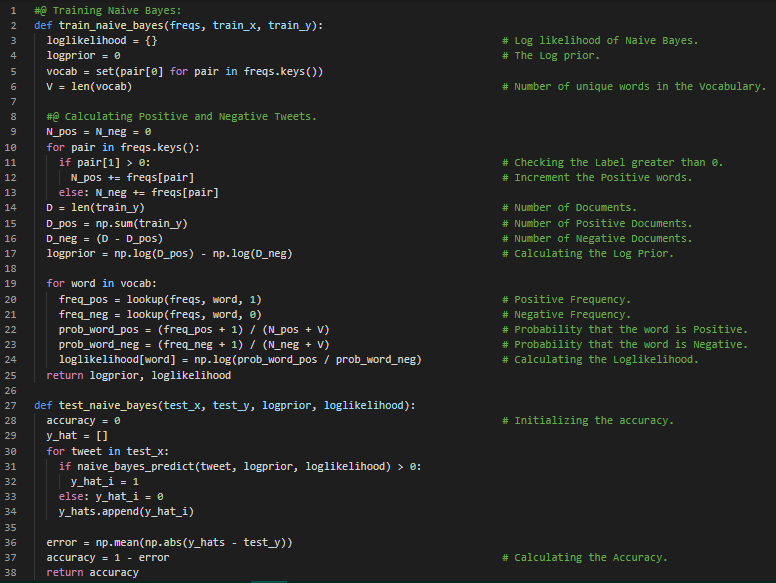 1 #@ Training Naive Bayes:
2 def train_naive_bayes(freqs, train_x, train_y):
3 loglikelihood = {} # Log likelihood of Naive Bayes.
4 logprior = 0 # The Log prior.
5 vocab = set(pair[0] for pair in freqs.keys())
6 V = len(vocab) # Number of unique words in the Vocabulary.
7
8 #@ Calculating Positive and Negative Tweets.
9 N_pos = N_neg = 0
10 for pair in freqs.keys():
11 if pair[1] > 0: # Checking the Label greater than 0.
12 N_pos += freqs[pair] # Increment the Positive words.
13 else: N_neg += freqs[pair]
14 D = len(train_y) # Number of Documents.
15 D_pos = np.sum(train_y) # Number of Positive Documents.
16 D_neg = (D - D_pos) # Number of Negative Documents.
17 logprior = np.log(D_pos) - np.log(D_neg) # Calculating the Log Prior.
18
19 for word in vocab:
20 freq_pos = lookup(freqs, word, 1) # Positive Frequency.
21 freq_neg = lookup(freqs, word, 0) # Negative Frequency.
22 prob_word_pos = (freq_pos + 1) / (N_pos + V) # Probability that the word is Positive.
23 prob_word_neg = (freq_neg + 1) / (N_neg + V) # Probability that the word is Negative.
24 loglikelihood[word] = np.log(prob_word_pos / prob_word_neg) # Calculating the Loglikelihood.
25 return logprior, loglikelihood
26
27 def test_naive_bayes(test_x, test_y, logprior, loglikelihood):
28 accuracy = 0 # Initializing the accuracy.
29 y_hat = []
30 for tweet in test_x:
31 if naive_bayes_predict(tweet, logprior, loglikelihood) > 0:
32 y_hat_i = 1
33 else: y_hat_i = 0
34 y_hats.append(y_hat_i)
35
36 error = np.mean(np.abs(y_hats - test_y))
37 accuracy = 1 - error # Calculating the Accuracy.
38 return accuracy